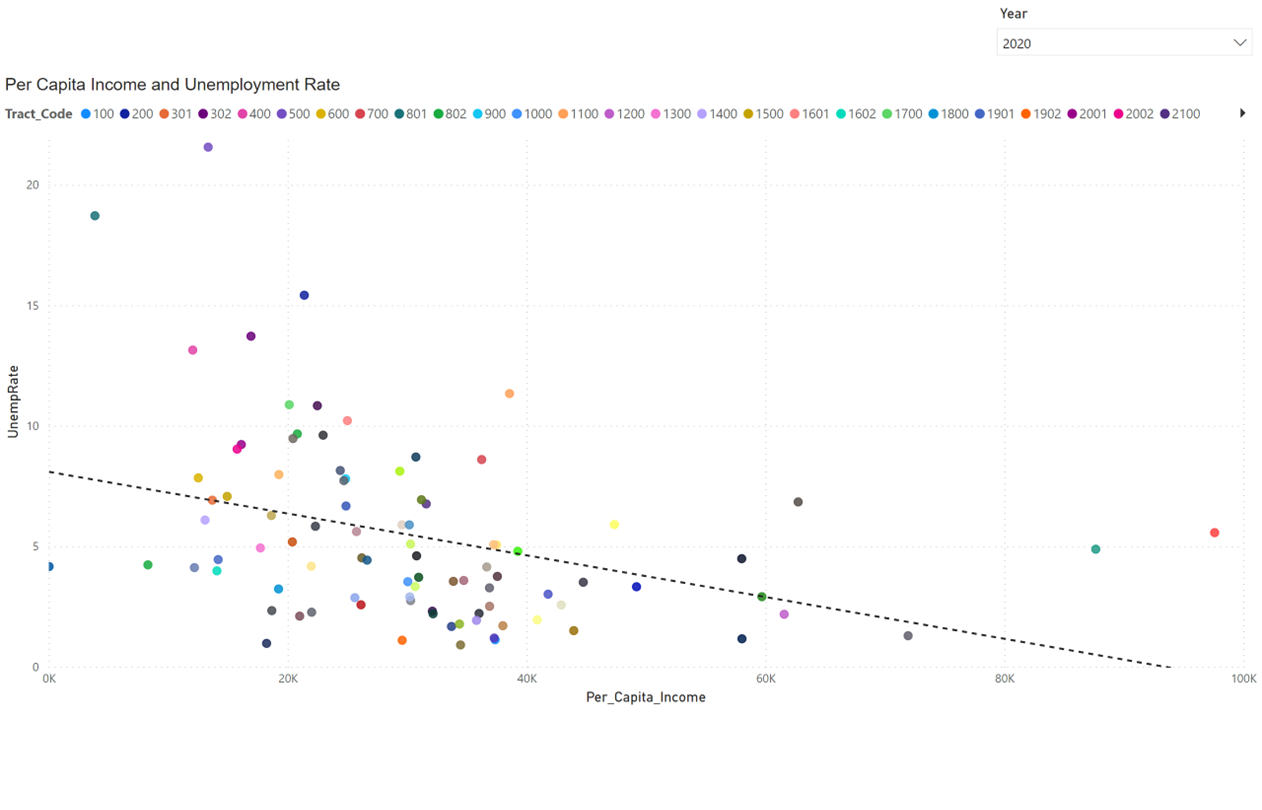 Year
2020
Per Capita Income and Unemployment Rate
Tract_Code 100 200 301 302 400 500 600 700 801 802 900 1000 1100 1200 1300 1400 1500 1601 1602 1700 1800 1901 1902 2001 2002 2100
20
15
10
5
0
UnempRate
0K 20K 40K 60K 80K 100K
Per_Capita_Income